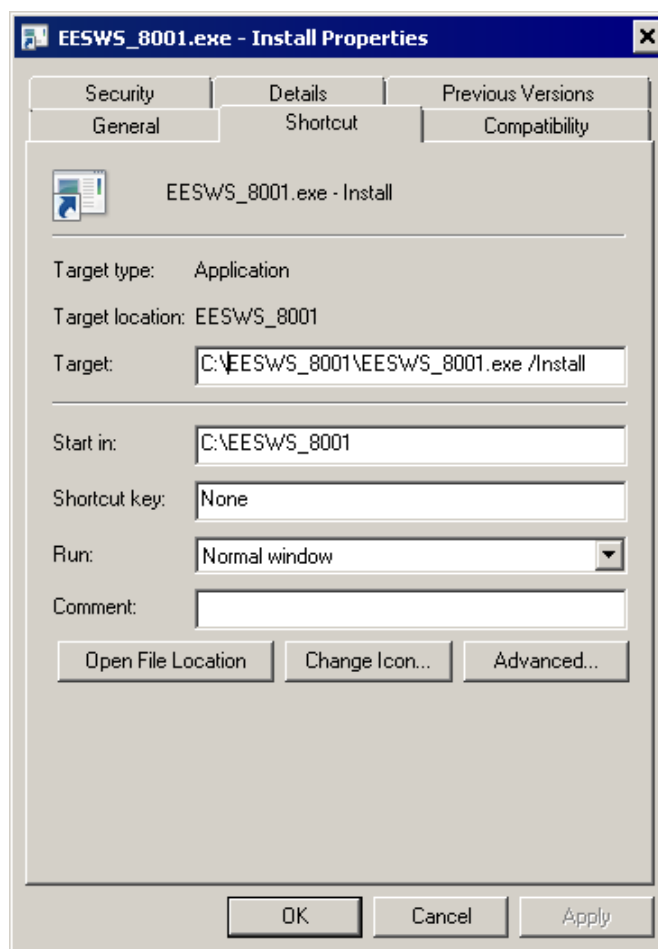 EESWS_8001.exe - Install Properties
Security Details Previous Versions
General Shortcut Compatibility
EESWS_8001.exe - Install
Target type: Application
Target location: EESWS_8001
Target: C:\EESWS_8001\EESWS_8001.exe /Install
Start in: C:\EESWS_8001
Shortcut key: None
Run: Normal window
Comment:
Open File Location Change Icon... Advanced...
OK Cancel Apply